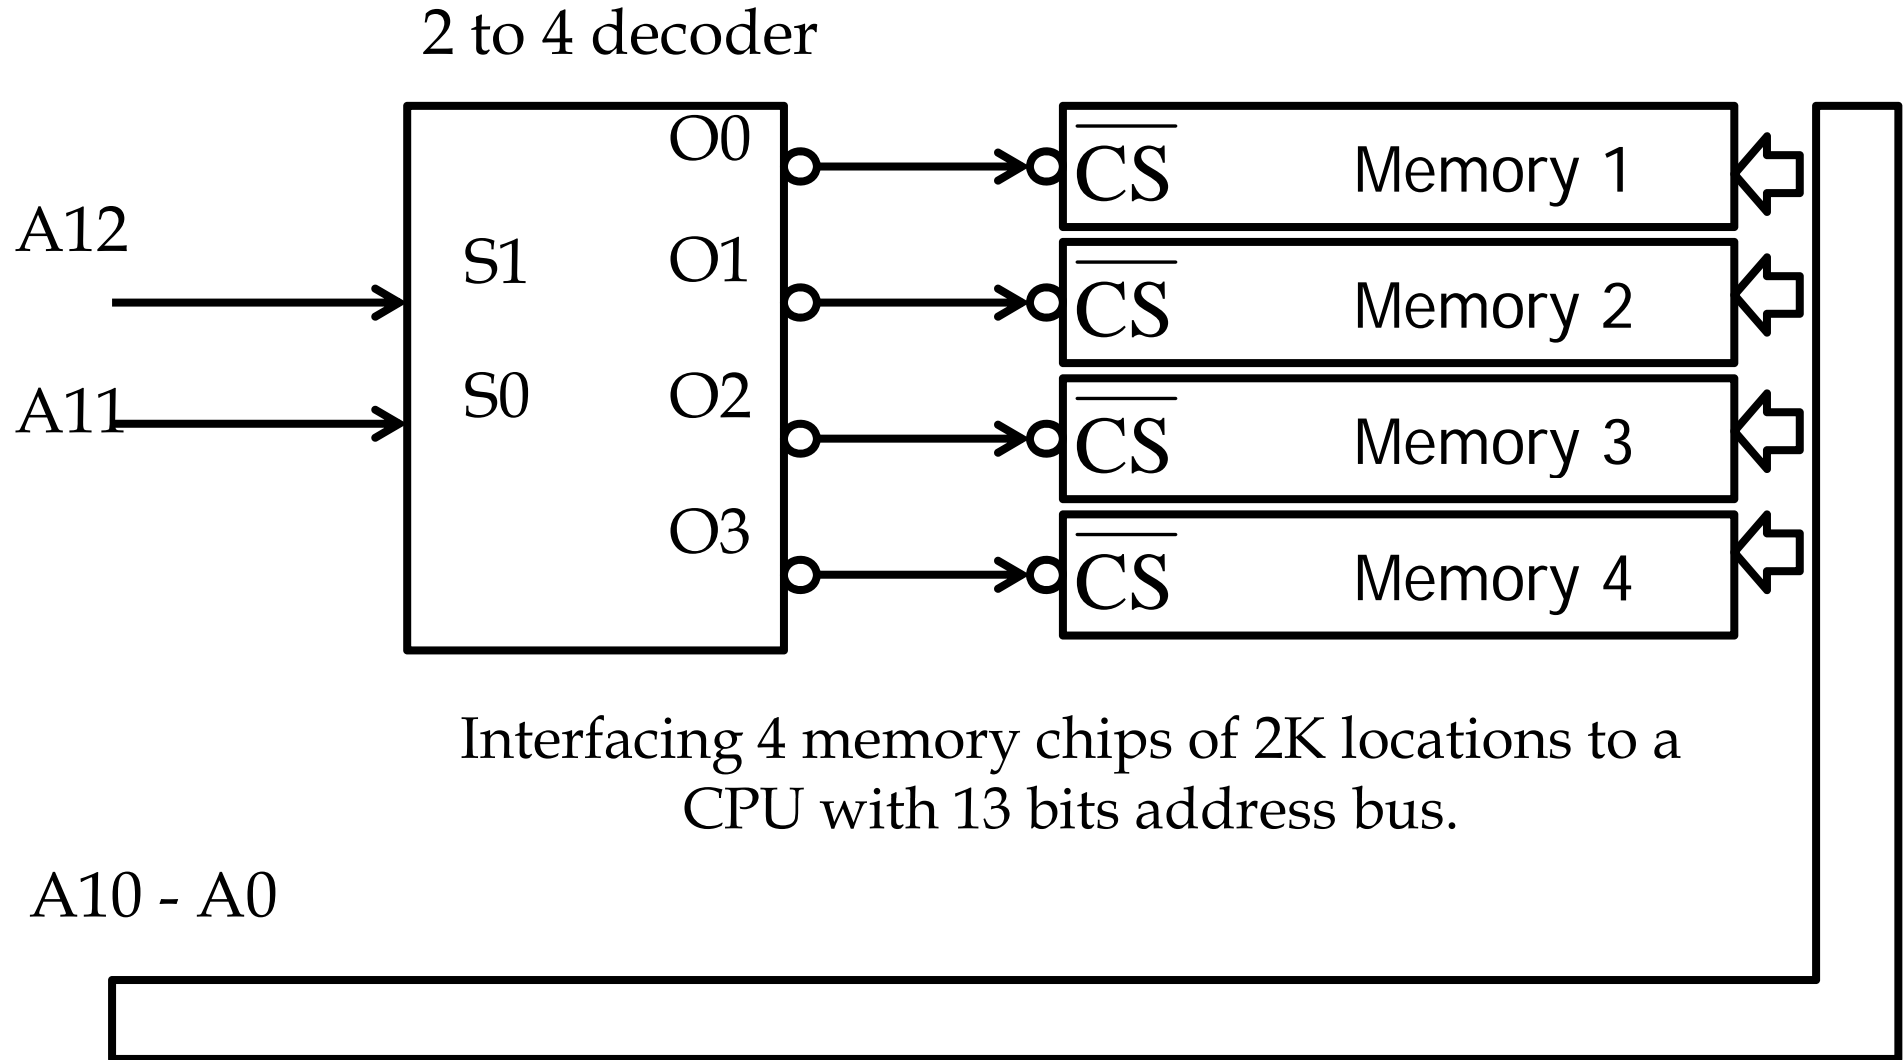 2 to 4 decoder
A12
A11
S1
S0
O0
O1
O2
O3
CS Memory 1
CS Memory 2
CS Memory 3
CS Memory 4
Interfacing 4 memory chips of 2K locations to a
CPU with 13 bits address bus.
A10 - A0